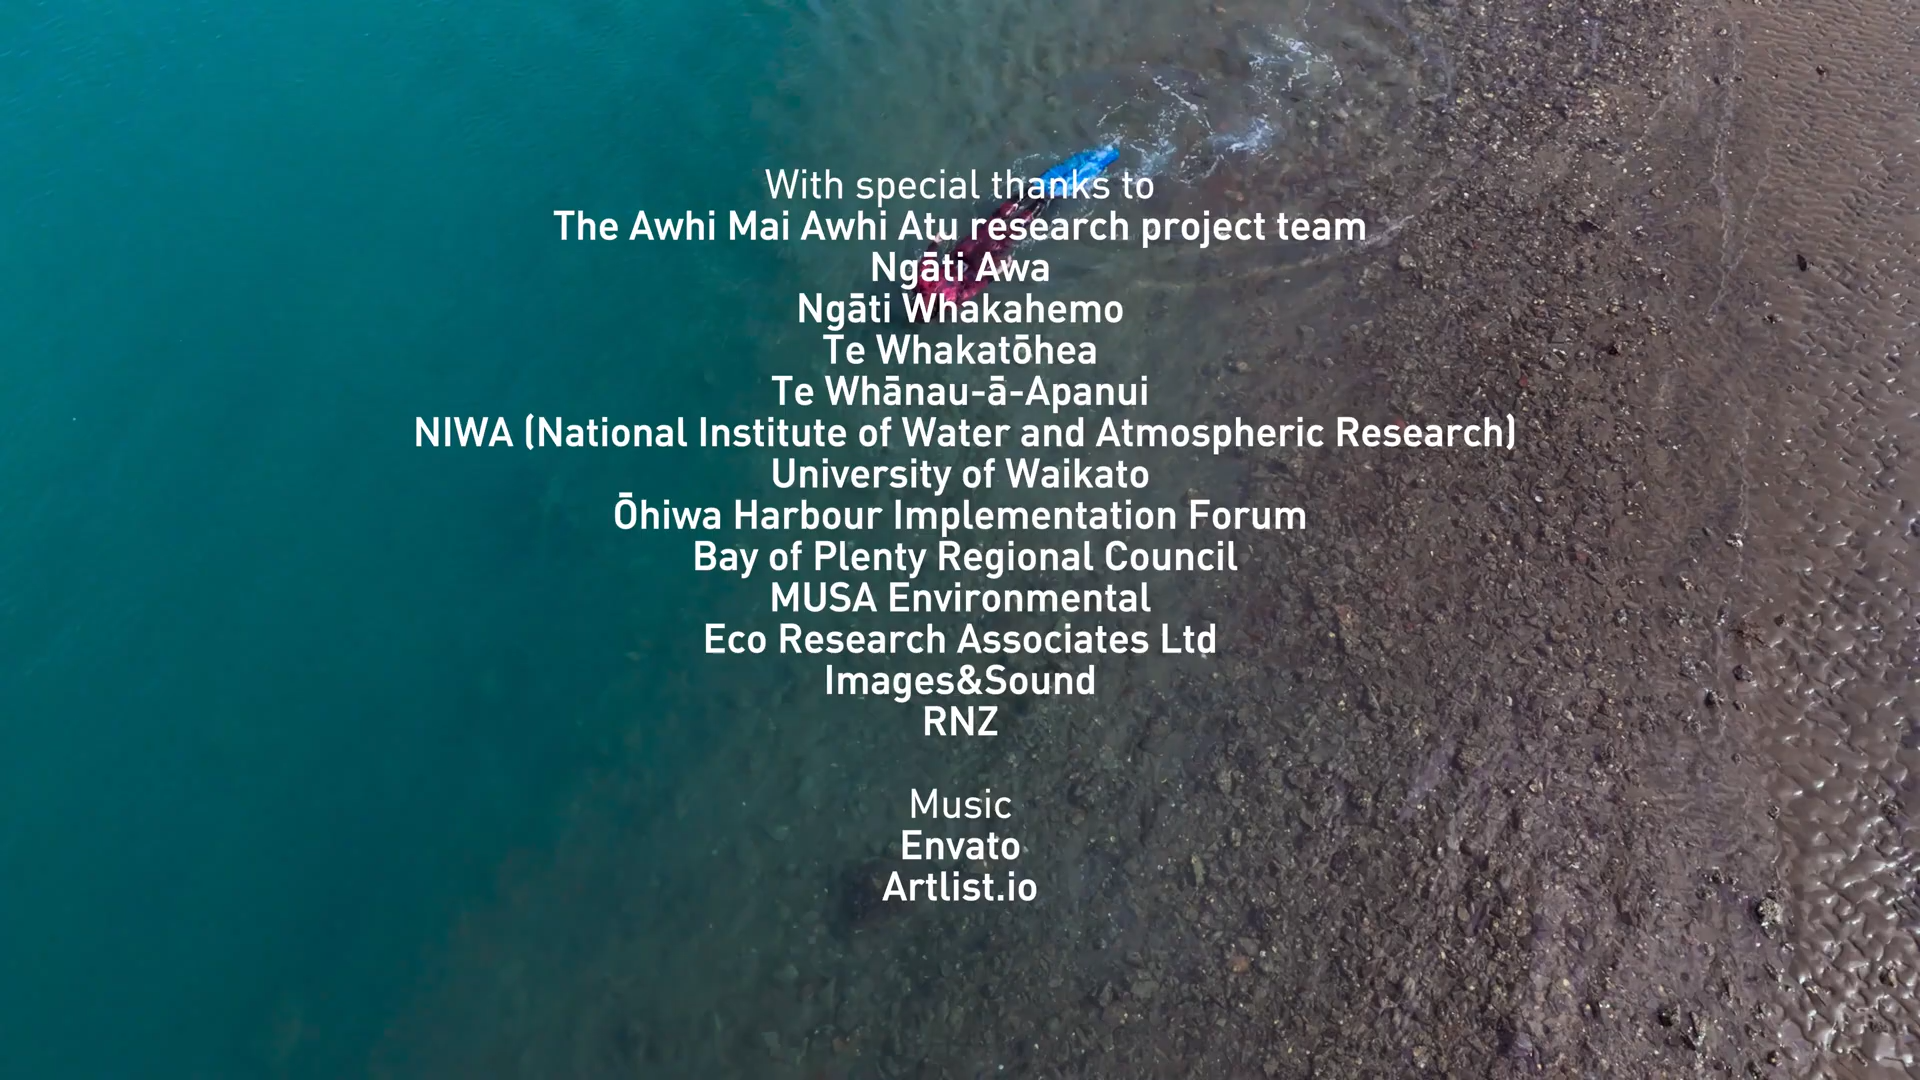 With special thanks to
The Awhi Mai Awhi Atu research project team
Ngāti Awa
Ngāti Whakahemo
Te Whakatōhea
Te Whānau-ā-Apanui
NIWA (National Institute of Water and Atmospheric Research)
University of Waikato
Ōhiwa Harbour Implementation Forum
Bay of Plenty Regional Council
MUSA Environmental
Eco Research Associates Ltd
Images&Sound
RNZ
Music
Envato
Artlist.io